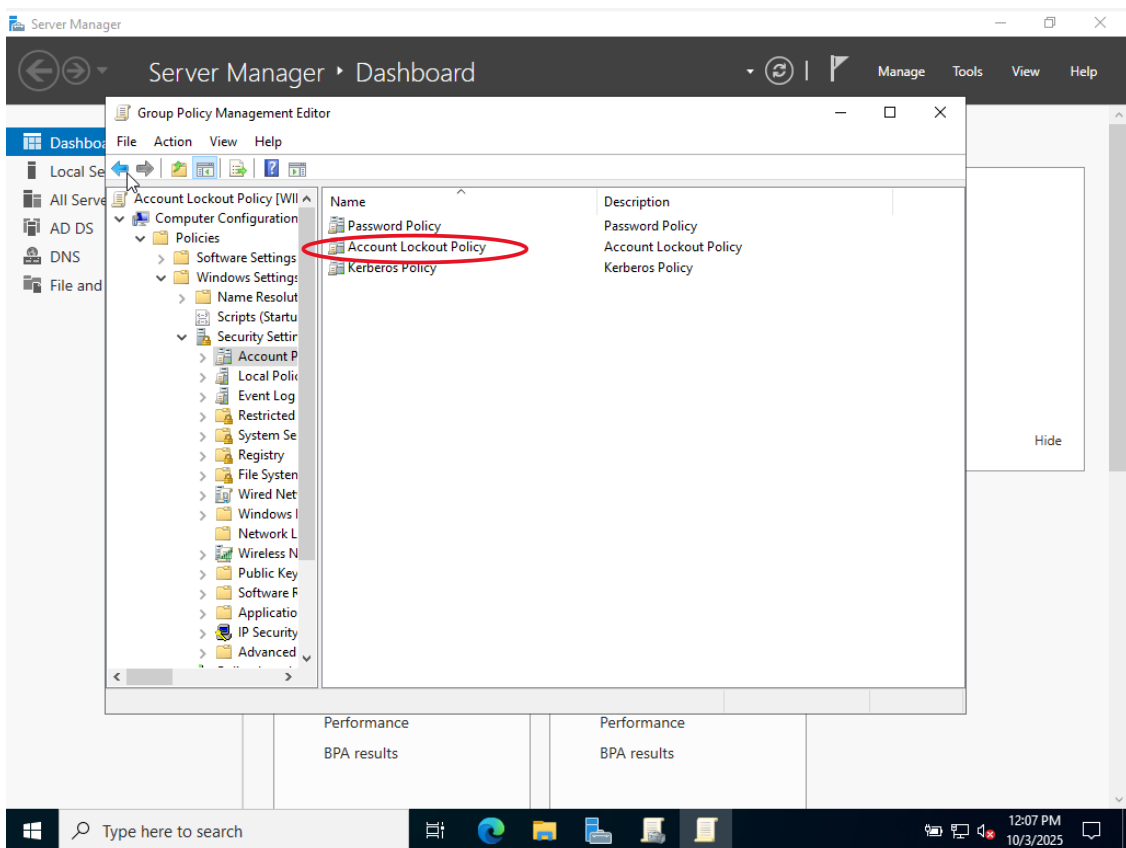 Server Manager
Server Manager • Dashboard
Manage Tools View Help
Group Policy Management Editor
File Action View Help
Dashboa
Local Se
All Serve
AD DS
DNS
File and
Account Lockout Policy [WII
Computer Configuration
Policies
Software Settings
Windows Settings
Name Resolut
Scripts (Startu
Security Settin
Account P
Local Polic
Event Log
Restricted
System Se
Registry
File System
Wired Net
Windows I
Network L
Wireless N
Public Key
Software R
Applicatio
IP Security
Advanced
Name Description
Password Policy Password Policy
Account Lockout Policy Account Lockout Policy
Kerberos Policy Kerberos Policy
Hide
Performance Performance
BPA results BPA results
Type here to search
12:07 PM
10/3/2025